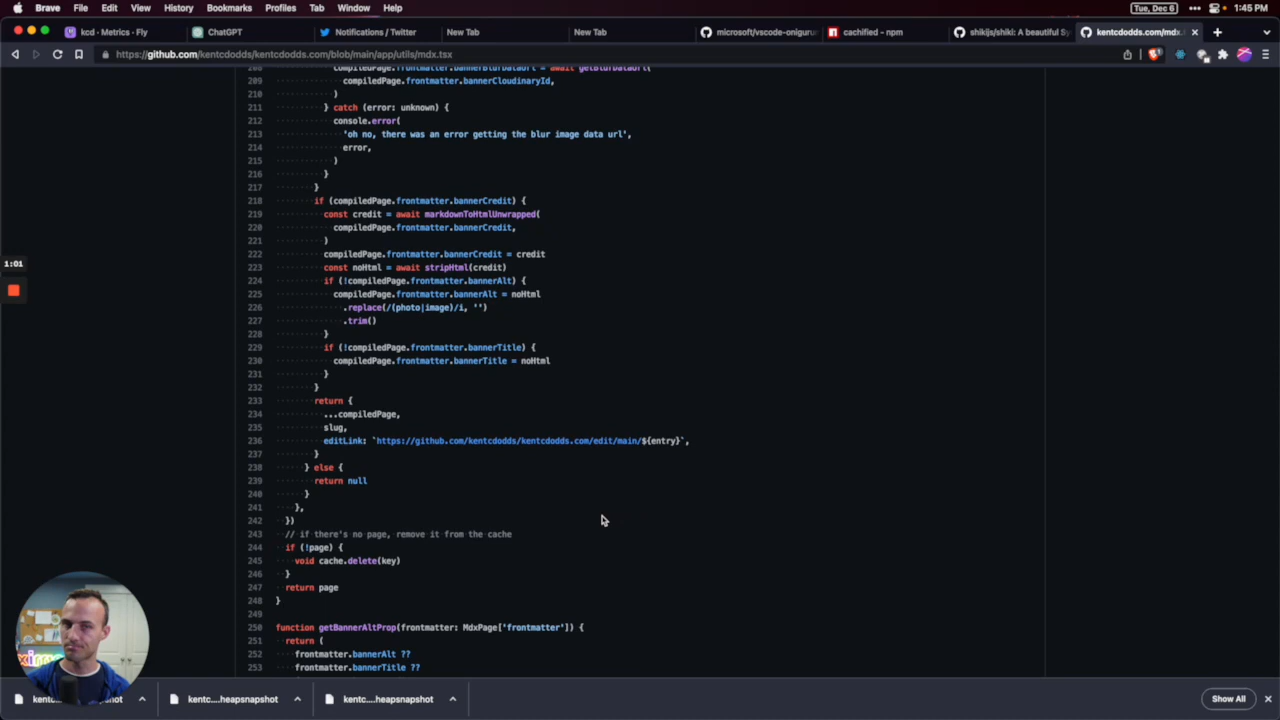 Brave File Edit View History Bookmarks Profiles Tab Window Help Tue, Dec 6 1:45 PM
kcd · Metrics · Fly ChatGPT Notifications / Twitter New Tab New Tab microsoft/vscode-onigurum cachified - npm shikijs/shiki: A beautiful Sy kentcdodds.com/mdx.
https://github.com/kentcdodds/kentcdodds.com/blob/main/app/utils/mdx.tsx
209 compiledPage.frontmatter.bannerCloudinaryId,
210 )
211 } catch (error: unknown) {
212 console.error(
213 'oh no, there was an error getting the blur image data url',
214 error,
215 )
216 }
217 }
218 if (compiledPage.frontmatter.bannerCredit) {
219 const credit = await markdownToHtmlUnwrapped(
220 compiledPage.frontmatter.bannerCredit,
221 )
222 compiledPage.frontmatter.bannerCredit = credit
223 const noHtml = await stripHtml(credit)
224 if (!compiledPage.frontmatter.bannerAlt) {
225 compiledPage.frontmatter.bannerAlt = noHtml
226 .replace(/(photo|image)/i, '')
227 .trim()
228 }
229 if (!compiledPage.frontmatter.bannerTitle) {
230 compiledPage.frontmatter.bannerTitle = noHtml
231 }
232 }
233 return {
234 ...compiledPage,
235 slug,
236 editLink: `https://github.com/kentcdodds/kentcdodds.com/edit/main/${entry}`,
237 }
238 } else {
239 return null
240 }
241 },
242 })
243 // if there's no page, remove it from the cache
244 if (!page) {
245 void cache.delete(key)
246 }
247 return page
248 }
249
250 function getBannerAltProp(frontmatter: MdxPage['frontmatter']) {
251 return (
252 frontmatter.bannerAlt ??
253 frontmatter.bannerTitle ??
1:01
kentc....heapsnapshot kentc....heapsnapshot Show All